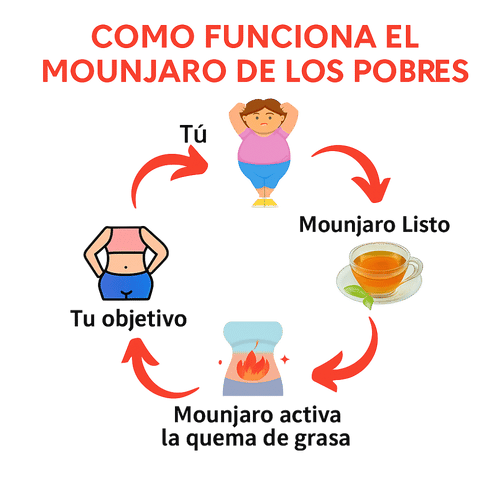 COMO FUNCIONA EL
MOUNJARO DE LOS POBRES
Tú
Mounjaro Listo
Mounjaro activa
la quema de grasa
Tu objetivo